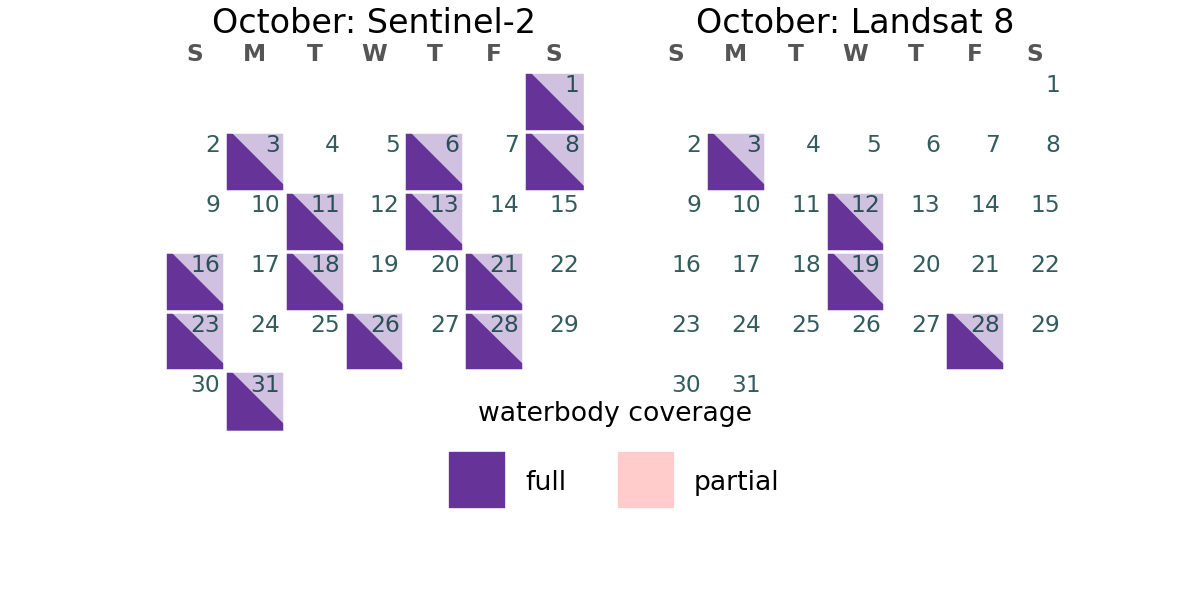 October: Sentinel-2
S M T W T F S
1
2 3 4 5 6 7 8
9 10 11 12 13 14 15
16 17 18 19 20 21 22
23 24 25 26 27 28 29
30 31
October: Landsat 8
S M T W T F S
1
2 3 4 5 6 7 8
9 10 11 12 13 14 15
16 17 18 19 20 21 22
23 24 25 26 27 28 29
30 31
waterbody coverage
full partial